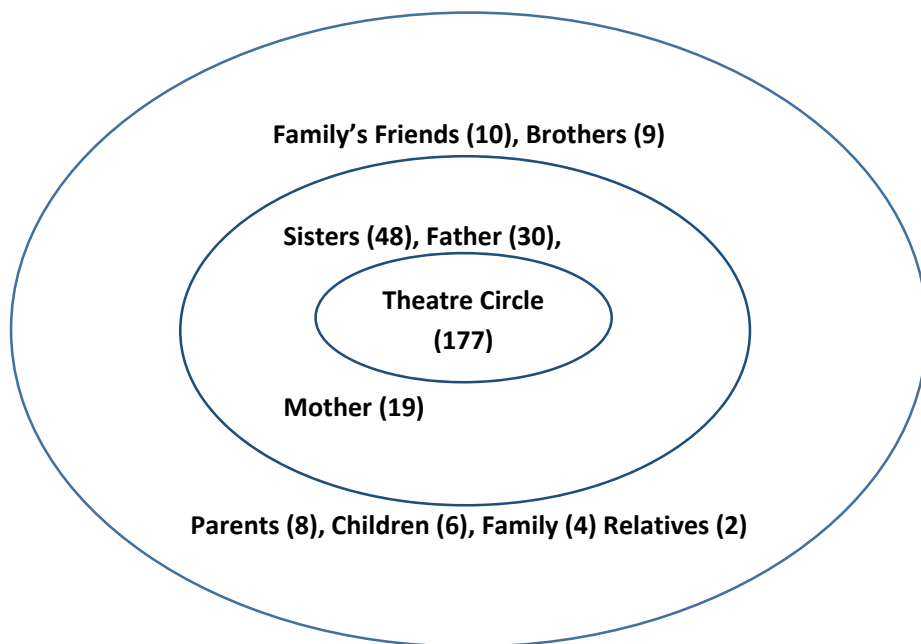 Family’s Friends (10), Brothers (9)
Sisters (48), Father (30),
Theatre Circle
(177)
Mother (19)
Parents (8), Children (6), Family (4) Relatives (2)